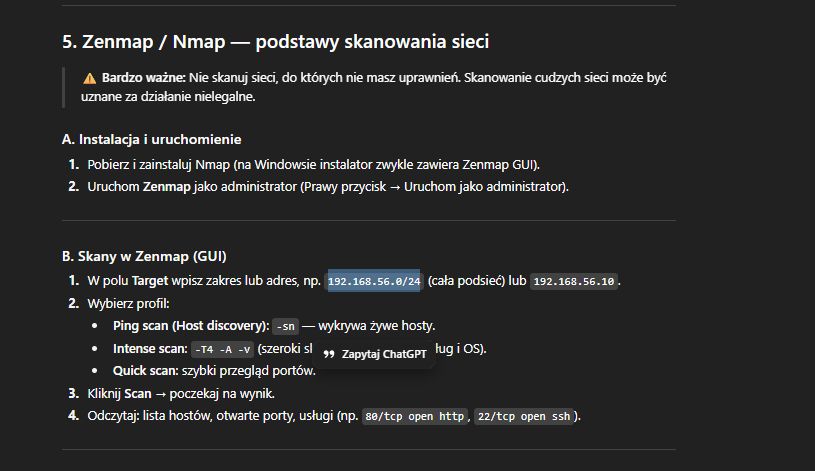 5. Zenmap / Nmap — podstawy skanowania sieci
⚠️ Bardzo ważne: Nie skanuj sieci, do których nie masz uprawnień. Skanowanie cudzych sieci może być
uznane za działanie nielegalne.
A. Instalacja i uruchomienie
1. Pobierz i zainstaluj Nmap (na Windowsie instalator zwykle zawiera Zenmap GUI).
2. Uruchom Zenmap jako administrator (Prawy przycisk → Uruchom jako administrator).
B. Skany w Zenmap (GUI)
1. W polu Target wpisz zakres lub adres, np. 192.168.56.0/24 (cała podsieć) lub 192.168.56.10.
2. Wybierz profil:
• Ping scan (Host discovery): -sn — wykrywa żywe hosty.
• Intense scan: -T4 -A -v (szeroki ług i OS).
Zapytaj ChatGPT
• Quick scan: szybki przegląd portów.
3. Kliknij Scan → poczekaj na wynik.
4. Odczytaj: lista hostów, otwarte porty, usługi (np. 80/tcp open http, 22/tcp open ssh).